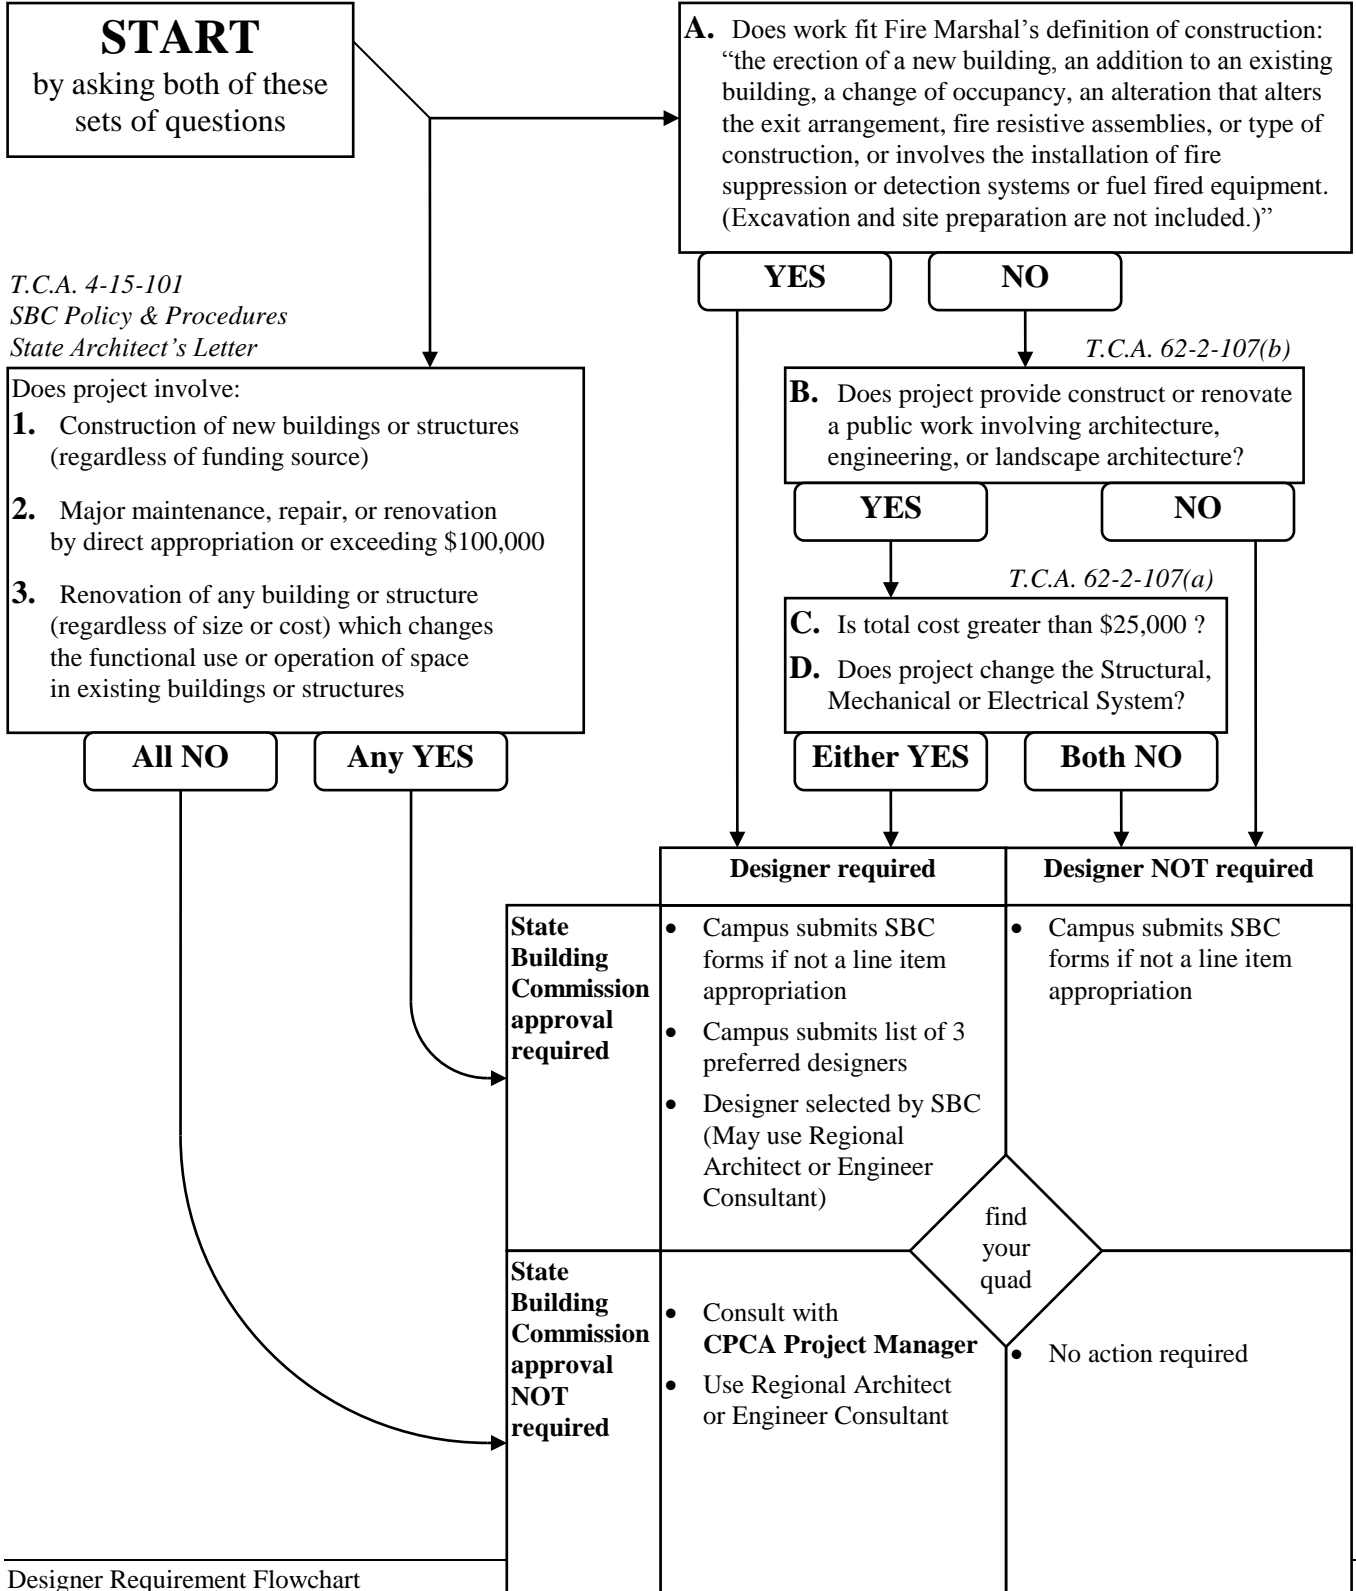 START
by asking both of these
sets of questions
A. Does work fit Fire Marshal’s definition of construction:
“the erection of a new building, an addition to an existing
building, a change of occupancy, an alteration that alters
the exit arrangement, fire resistive assemblies, or type of
construction, or involves the installation of fire
suppression or detection systems or fuel fired equipment.
(Excavation and site preparation are not included.)”
YES
NO
T.C.A. 4-15-101
SBC Policy & Procedures
State Architect’s Letter
Does project involve:
1. Construction of new buildings or structures
(regardless of funding source)
2. Major maintenance, repair, or renovation
by direct appropriation or exceeding $100,000
3. Renovation of any building or structure
(regardless of size or cost) which changes
the functional use or operation of space
in existing buildings or structures
All NO
Any YES
T.C.A. 62-2-107(b)
B. Does project provide construct or renovate
a public work involving architecture,
engineering, or landscape architecture?
YES
NO
T.C.A. 62-2-107(a)
C. Is total cost greater than $25,000 ?
D. Does project change the Structural,
Mechanical or Electrical System?
Either YES
Both NO
Designer required
Designer NOT required
State
Building
Commission
approval
required
• Campus submits SBC
forms if not a line item
appropriation
• Campus submits list of 3
preferred designers
• Designer selected by SBC
(May use Regional
Architect or Engineer
Consultant)
• Campus submits SBC
forms if not a line item
appropriation
find
your
quad
State
Building
Commission
approval
NOT
required
• Consult with
CPCA Project Manager
• Use Regional Architect
or Engineer Consultant
• No action required
Designer Requirement Flowchart